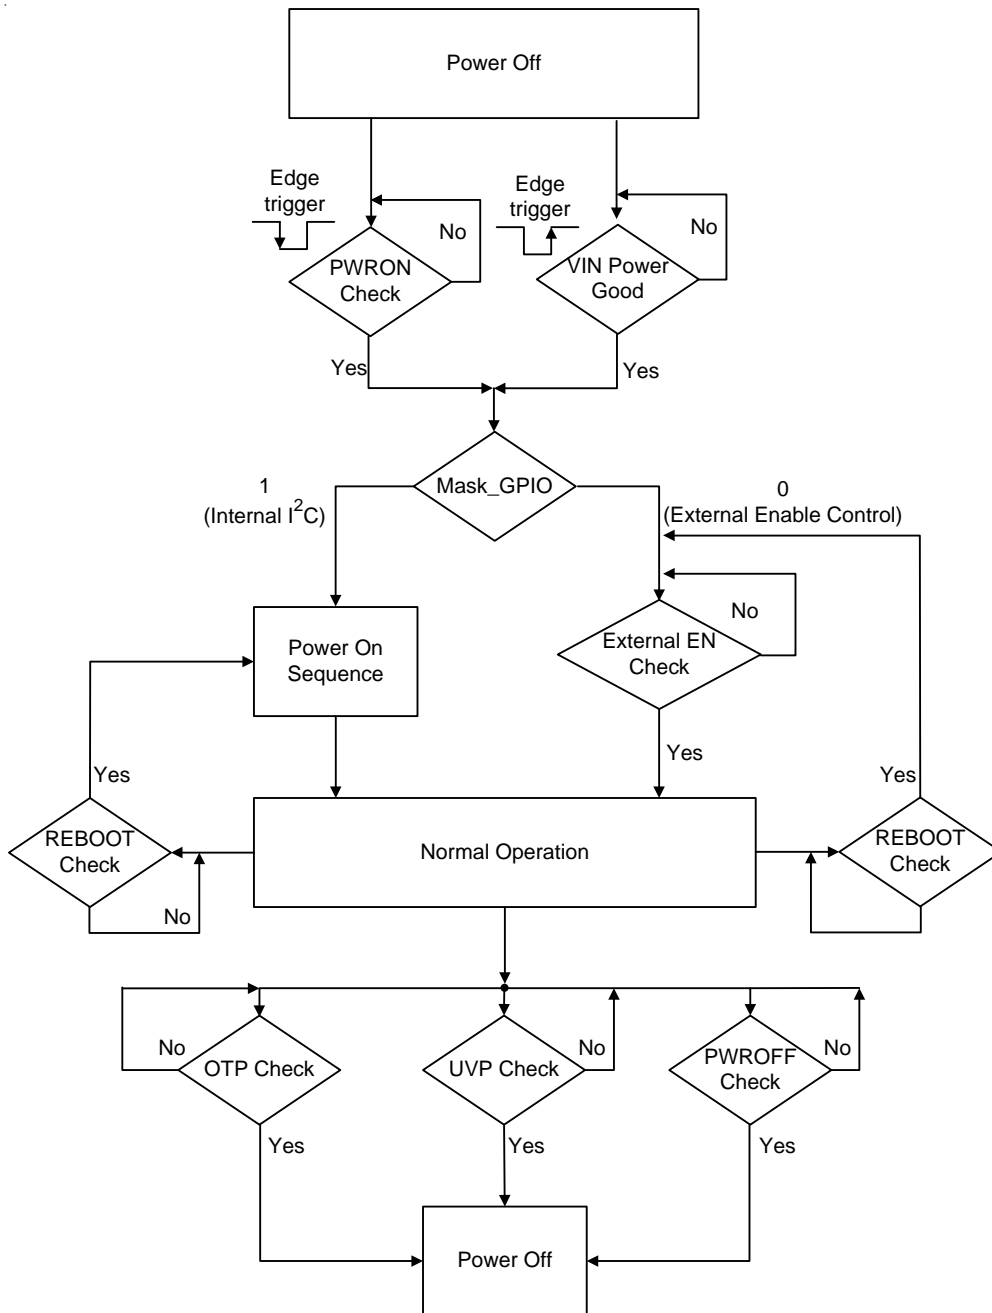 Power Off
Edge
trigger
Edge
trigger
No
No
PWRON
Check
VIN Power
Good
Yes
Yes
Mask_GPIO
1
(Internal I²C)
0
(External Enable Control)
No
Power On
Sequence
External EN
Check
Yes
Yes
Yes
REBOOT
Check
Normal Operation
REBOOT
Check
No
No
OTP Check
UVP Check
No
PWROFF
Check
No
Yes
Yes
Yes
Power Off